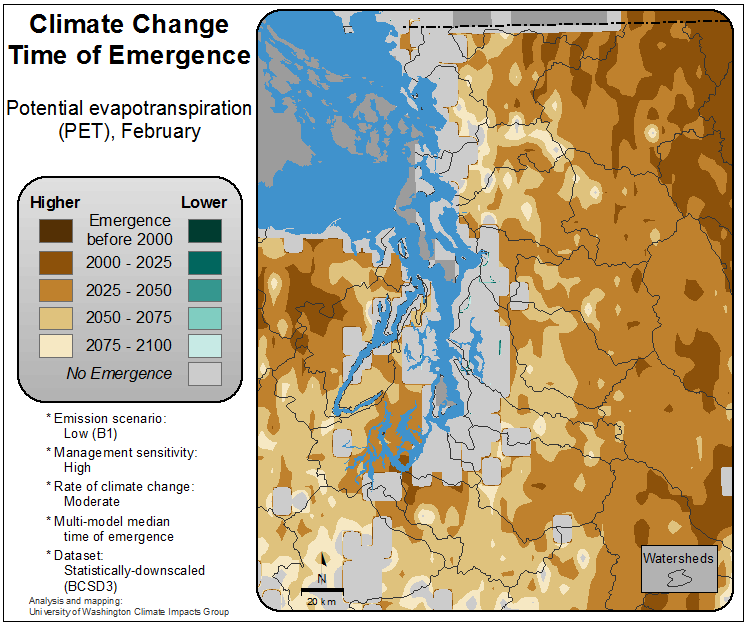 Climate Change
Time of Emergence
Potential evapotranspiration
(PET), February
Higher Lower
Emergence
before 2000
2000 - 2025
2025 - 2050
2050 - 2075
2075 - 2100
No Emergence
* Emission scenario:
Low (B1)
* Management sensitivity:
High
* Rate of climate change:
Moderate
* Multi-model median
time of emergence
* Dataset:
Statistically-downscaled
(BCSD3)
Analysis and mapping:
University of Washington Climate Impacts Group
N
20 km
Watersheds